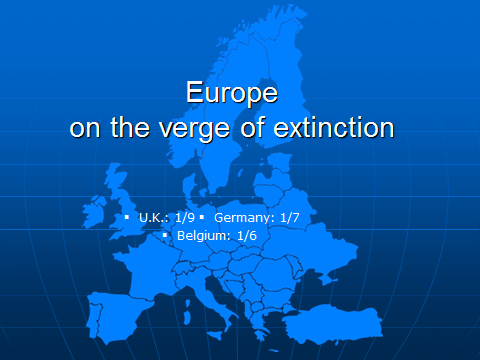 Europe
on the verge of extinction
▪ U.K.: 1/9 ▪ Germany: 1/7
▪ Belgium: 1/6